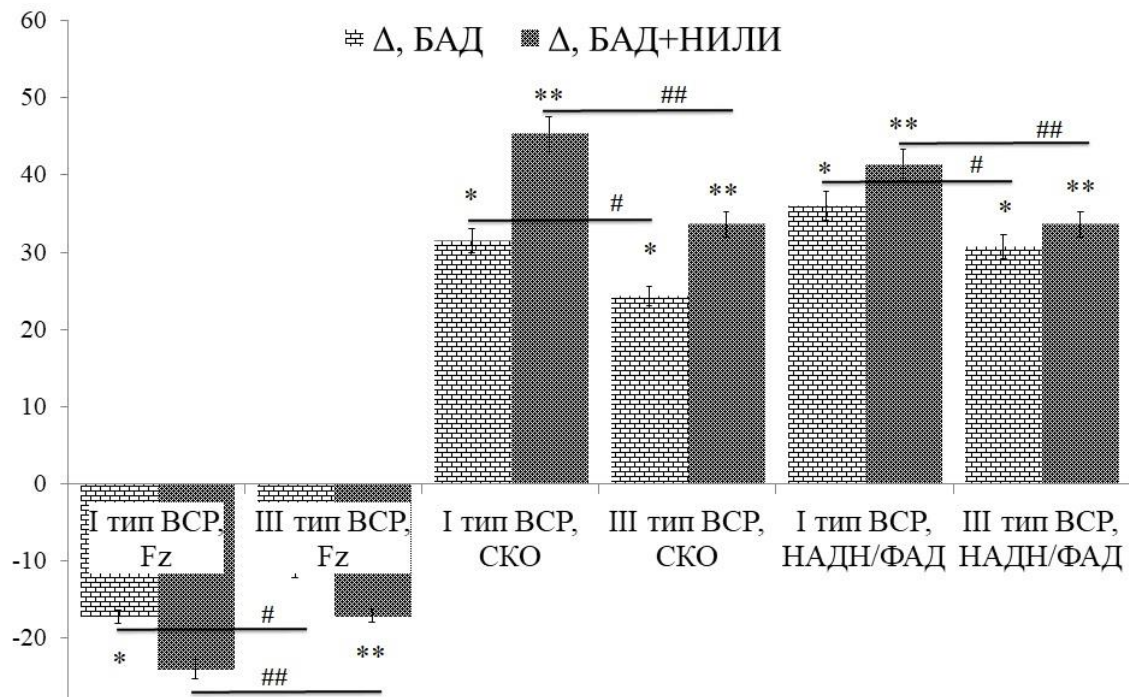 60
Δ, БАД Δ, БАД+НИЛИ
50
** ##
** ##
40
* #
* # ** * **
30
*
20
10
0
I тип ВСР, Fz
III тип ВСР, Fz
I тип ВСР, СКО
III тип ВСР, СКО
I тип ВСР, НАДН/ФАД
III тип ВСР, НАДН/ФАД
-10
#
-20
* **
##